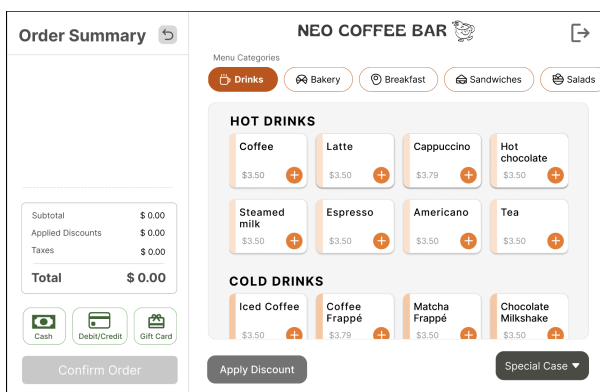 Order Summary
NEO COFFEE BAR
Menu Categories
Drinks
Bakery
Breakfast
Sandwiches
Salads
HOT DRINKS
Coffee
$3.50
Latte
$3.50
Cappuccino
$3.79
Hot
chocolate
$3.50
Steamed
milk
$3.50
Espresso
$3.50
Americano
$3.50
Tea
$3.50
COLD DRINKS
Iced Coffee
$3.50
Coffee
Frappé
$3.79
Matcha
Frappé
$3.50
Chocolate
Milkshake
$3.50
Subtotal $ 0.00
Applied Discounts $ 0.00
Taxes $ 0.00
Total $ 0.00
Cash
Debit/Credit
Gift Card
Confirm Order
Apply Discount
Special Case